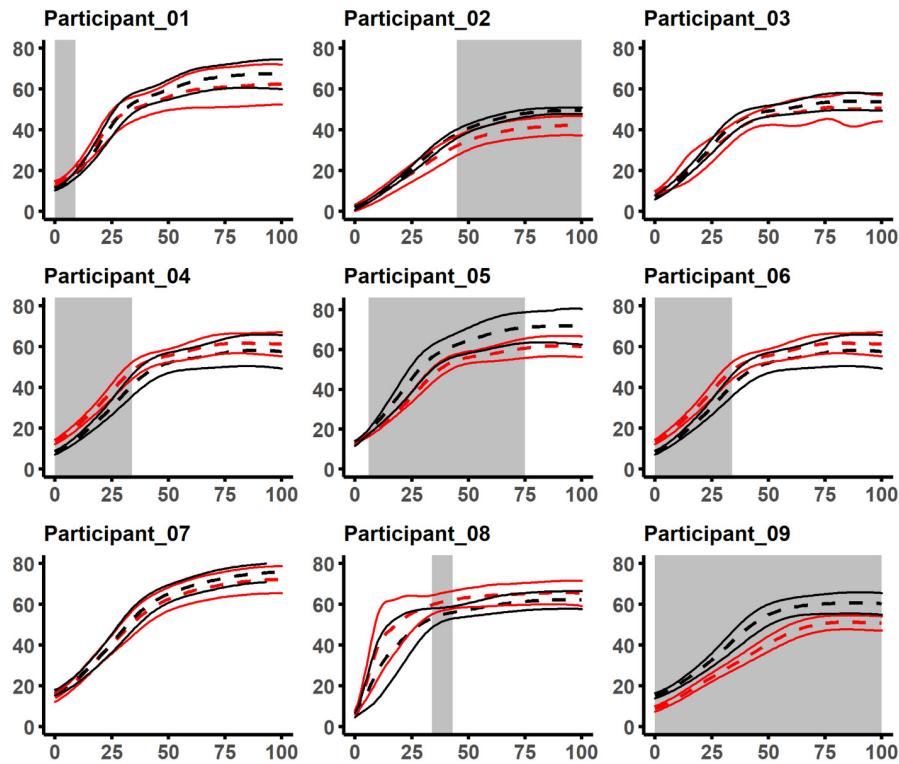 Participant_01 Participant_02 Participant_03
80 80 80
60 60 60
40 40 40
20 20 20
0 0 0
0 25 50 75 100 0 25 50 75 100 0 25 50 75 100
Participant_04 Participant_05 Participant_06
80 80 80
60 60 60
40 40 40
20 20 20
0 0 0
0 25 50 75 100 0 25 50 75 100 0 25 50 75 100
Participant_07 Participant_08 Participant_09
80 80 80
60 60 60
40 40 40
20 20 20
0 0 0
0 25 50 75 100 0 25 50 75 100 0 25 50 75 100